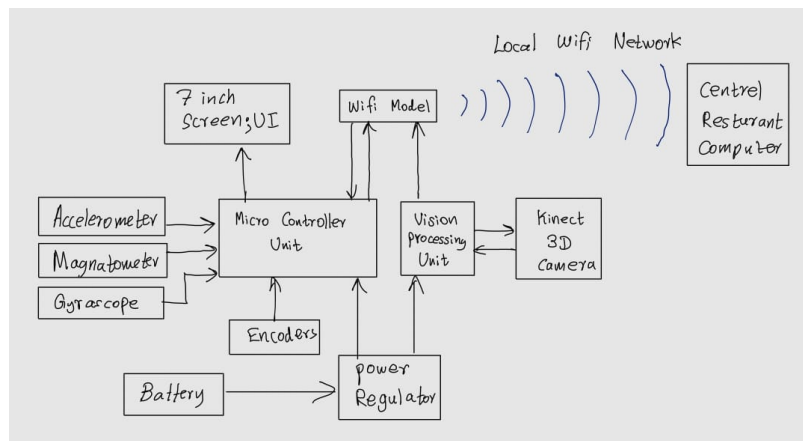 Local Wifi Network
7 inch
Screen;UI
Wifi Model
Centrel
Resturant
Computer
Accelerometer
Magnatometer
Gyrascope
Micro Controller
Unit
Vision
Processing
Unit
Kinect
3D
Camera
Encoders
Battery
power
Regulator